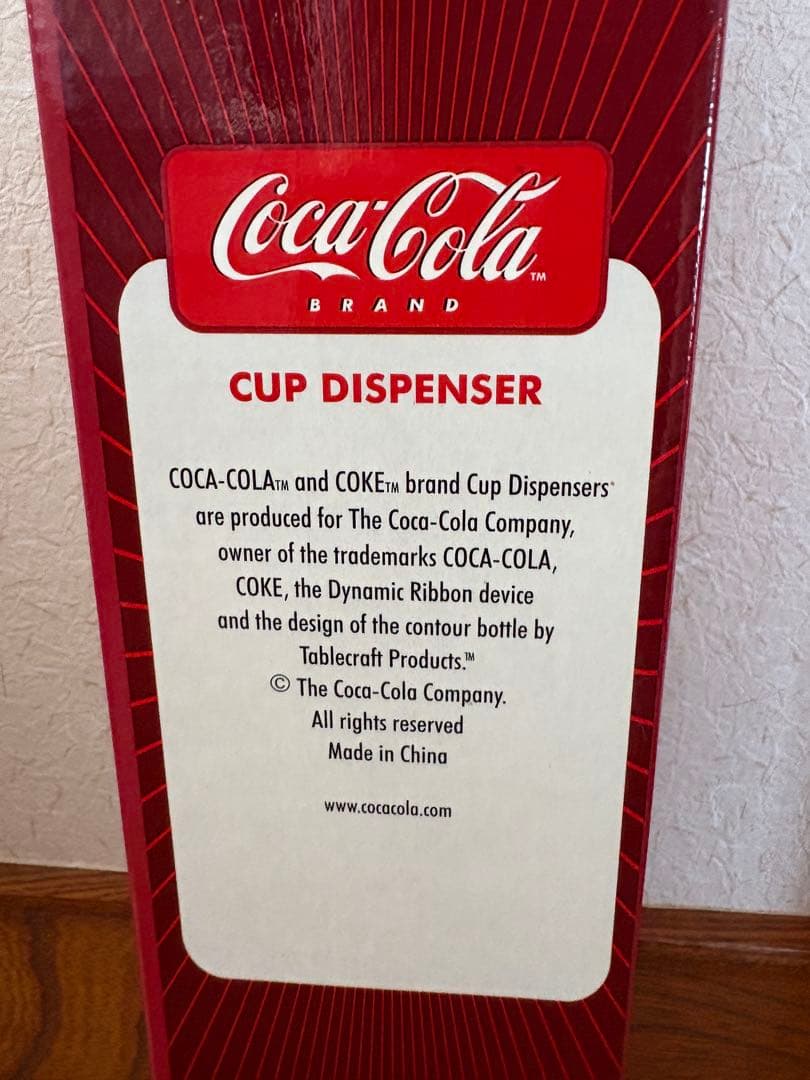 Coca-Cola™
BRAND
CUP DISPENSER
COCA-COLA™ and COKE™ brand Cup Dispensers
are produced for The Coca-Cola Company,
owner of the trademarks COCA-COLA,
COKE, the Dynamic Ribbon device
and the design of the contour bottle by
Tablecraft Products.™
© The Coca-Cola Company.
All rights reserved
Made in China
www.cocacola.com